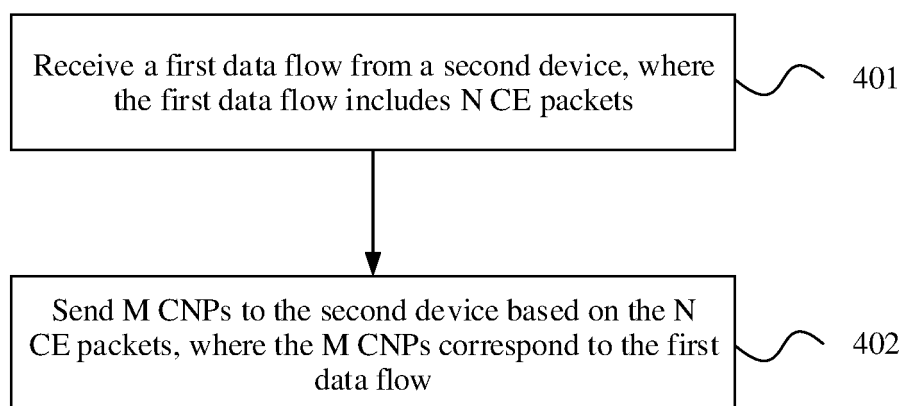 Receive a first data flow from a second device, where
the first data flow includes N CE packets
401
Send M CNPs to the second device based on the N
CE packets, where the M CNPs correspond to the first
data flow
402